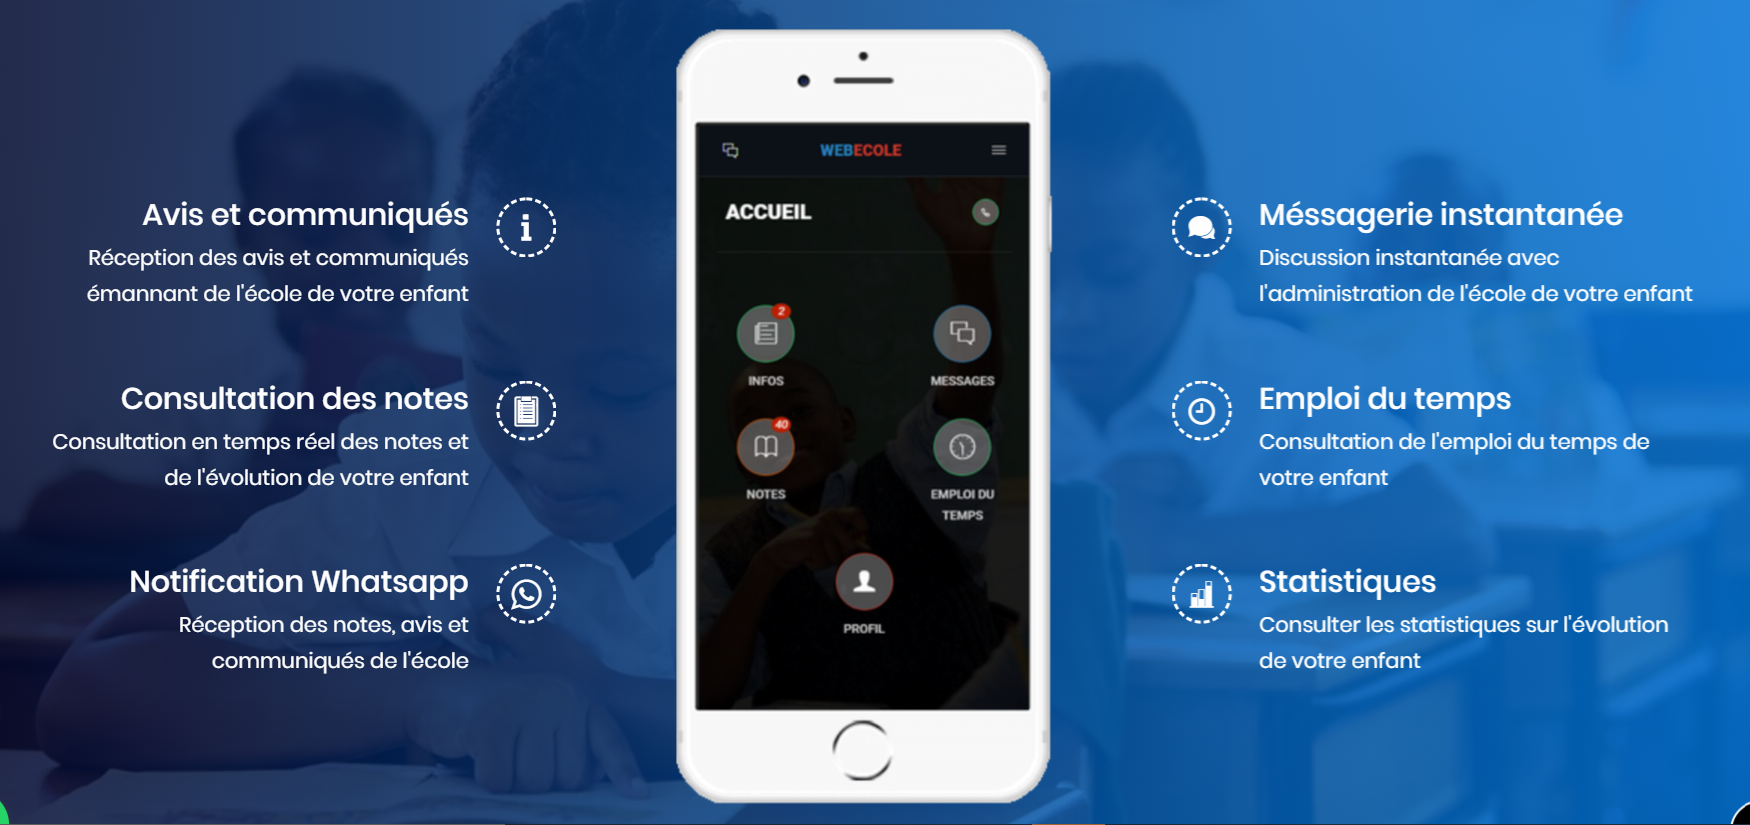 Avis et communiqués
Réception des avis et communiqués
émannant de l'école de votre enfant
Consultation des notes
Consultation en temps réel des notes et
de l'évolution de votre enfant
Notification Whatsapp
Réception des notes, avis et
communiqués de l'école
WEBECOLE
ACCUEIL
2
INFOS
MESSAGES
40
NOTES
EMPLOI DU
TEMPS
PROFIL
Méssagerie instantanée
Discussion instantanée avec
l'administration de l'école de votre enfant
Emploi du temps
Consultation de l'emploi du temps de
votre enfant
Statistiques
Consulter les statistiques sur l'évolution
de votre enfant